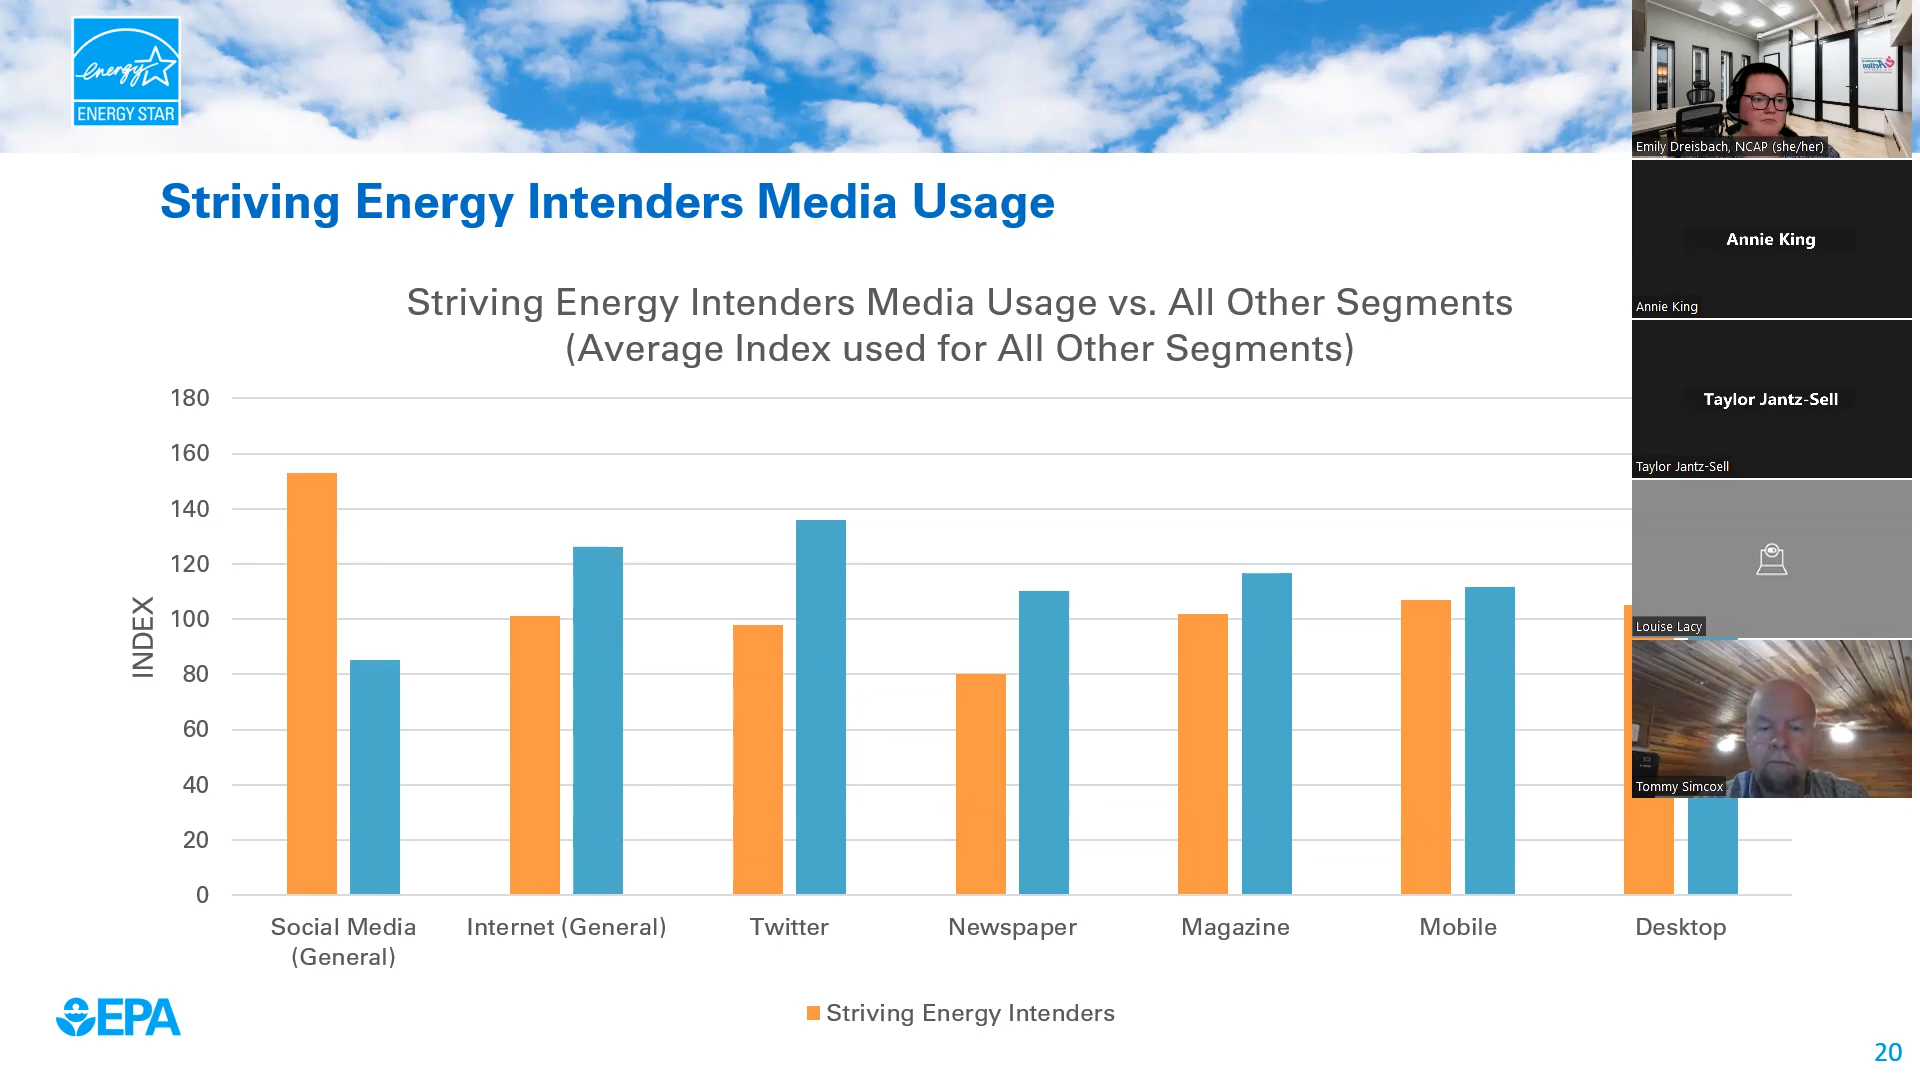 energy
ENERGY STAR
Striving Energy Intenders Media Usage
Striving Energy Intenders Media Usage vs. All Other Segments
(Average Index used for All Other Segments)
INDEX
180
160
140
120
100
80
60
40
20
0
Social Media
(General)
Internet (General)
Twitter
Newspaper
Magazine
Mobile
Desktop
Striving Energy Intenders
EPA
20
Emily Dreisbach, NCAP (she/her)
Annie King
Annie King
Taylor Jantz-Sell
Taylor Jantz-Sell
Louise Lacy
Tommy Simcox